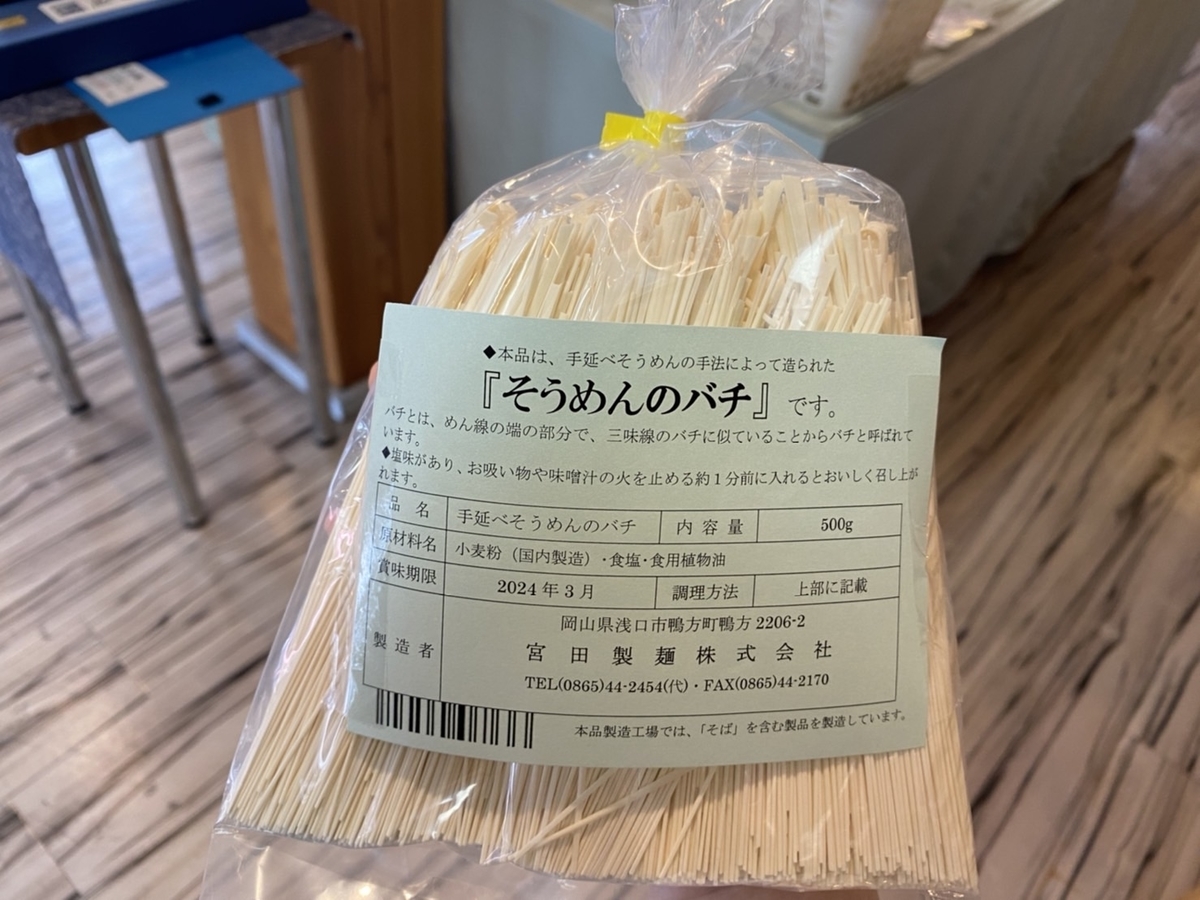 ◆本品は、手延べそうめんの手法によって造られた
『そうめんのバチ』です。
バチとは、めん線の端の部分で、三味線のバチに似ていることからバチと呼ばれて
います。
◆塩味があり、お吸い物や味噌汁の火を止める約1分前に入れるとおいしく召し上が
れます。
品名 手延べそうめんのバチ 内容量 500g
原材料名 小麦粉（国内製造）・食塩・食用植物油
賞味期限 2024年3月 調理方法 上部に記載
製造者 岡山県浅口市鴨方町鴨方2206-2
宮田製麺株式会社
TEL(0865)44-2454(代)・FAX(0865)44-2170
本品製造工場では、「そば」を含む製品を製造しています。